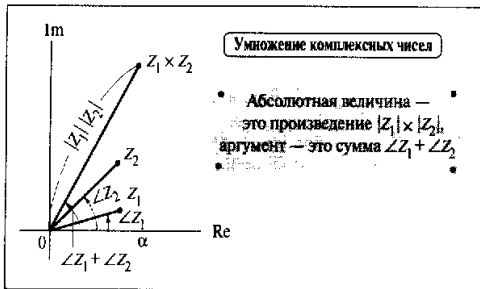 Im
Умножение комплексных чисел
Z₁ × Z₂
|Z₁||Z₂|
Абсолютная величина —
это произведение |Z₁| × |Z₂|,
аргумент — это сумма ∠Z₁ + ∠Z₂
Z₂
∠Z₂ Z₁
∠Z₁
0 α Re
∠Z₁ + ∠Z₂